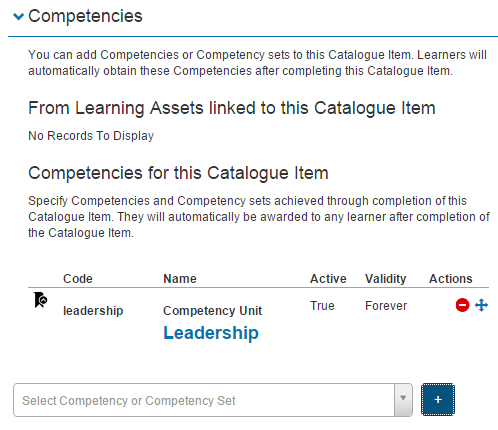 Competencies
You can add Competencies or Competency sets to this Catalogue Item. Learners will
automatically obtain these Competencies after completing this Catalogue Item.
From Learning Assets linked to this Catalogue Item
No Records To Display
Competencies for this Catalogue Item
Specify Competencies and Competency sets achieved through completion of this
Catalogue Item. They will automatically be awarded to any learner after completion of
the Catalogue Item.
Code Name Active Validity Actions
leadership Competency Unit True Forever
Leadership
Select Competency or Competency Set +